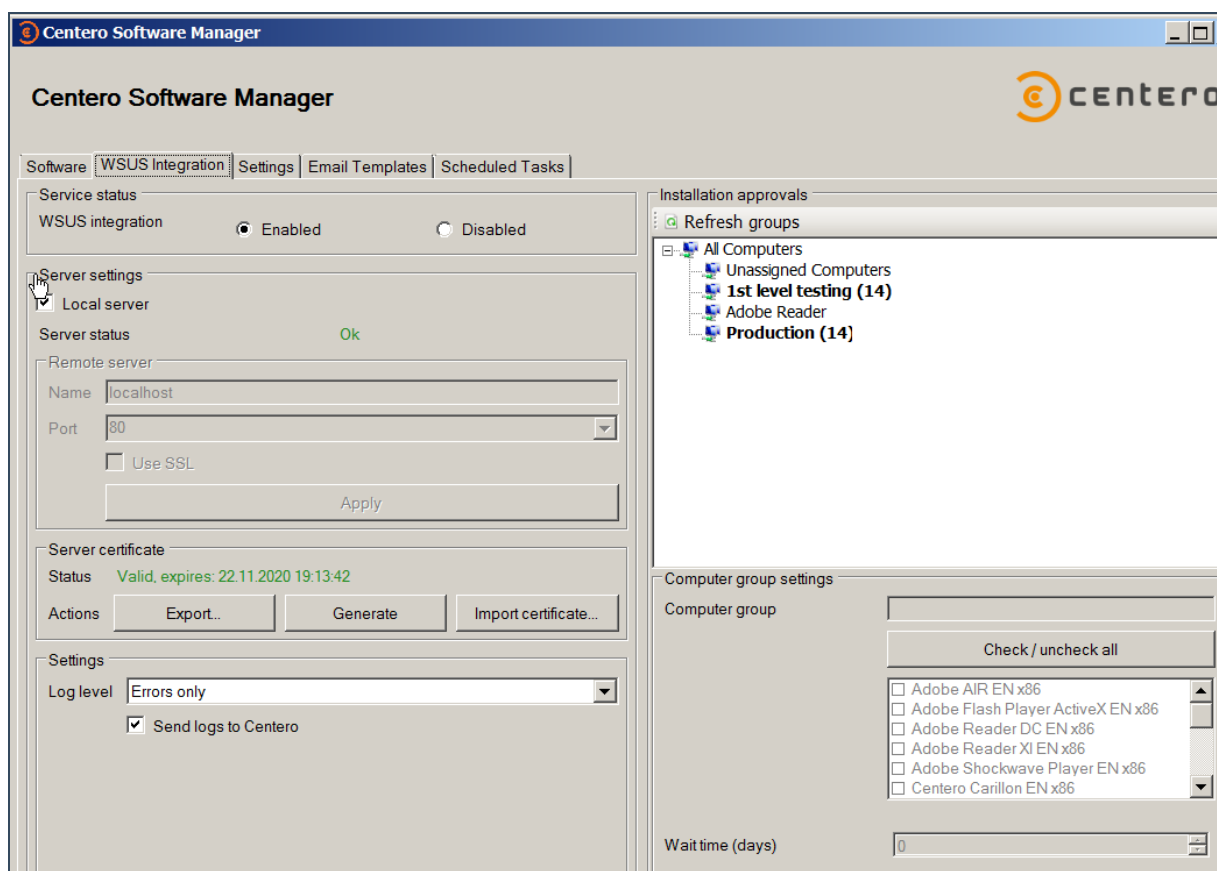 Centero Software Manager
Centero Software Manager
centero
Software WSUS Integration Settings Email Templates Scheduled Tasks
Service status
WSUS integration Enabled Disabled
Server settings
Local server
Server status Ok
Remote server
Name localhost
Port 80
Use SSL
Apply
Server certificate
Status Valid, expires: 22.11.2020 19:13:42
Actions Export... Generate Import certificate...
Settings
Log level Errors only
Send logs to Centero
Installation approvals
Refresh groups
All Computers
Unassigned Computers
1st level testing (14)
Adobe Reader
Production (14)
Computer group settings
Computer group
Check / uncheck all
Adobe AIR EN x86
Adobe Flash Player ActiveX EN x86
Adobe Reader DC EN x86
Adobe Reader XI EN x86
Adobe Shockwave Player EN x86
Centero Carillon EN x86
Wait time (days) 0